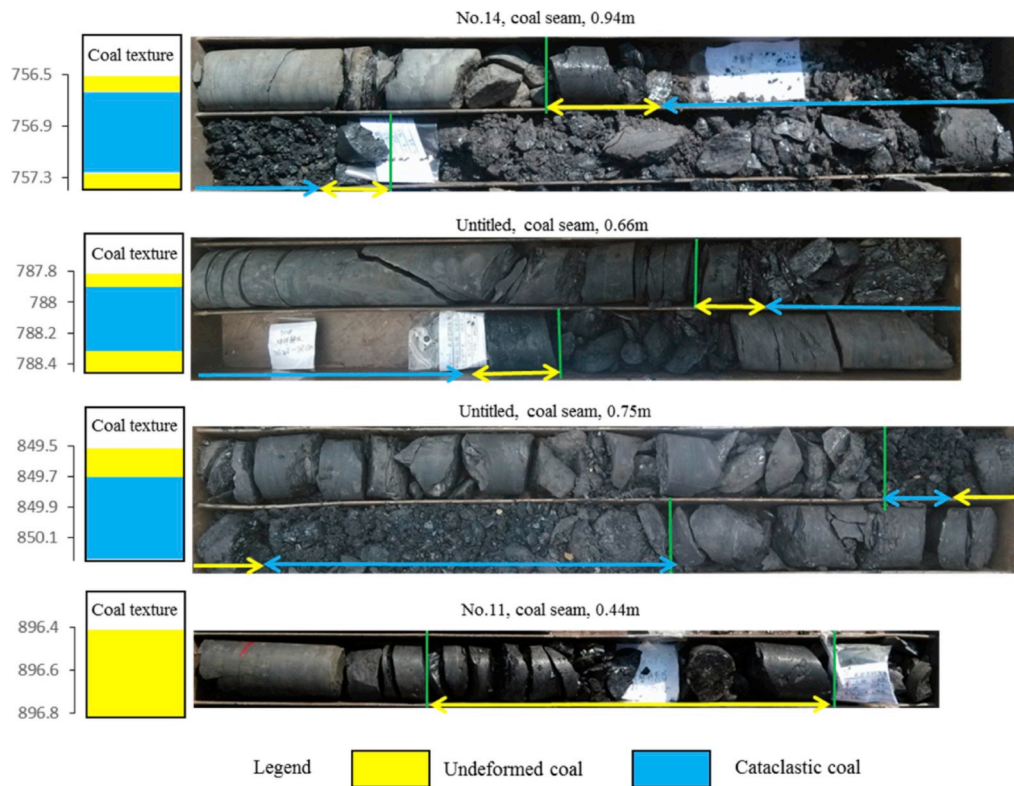 No.14, coal seam, 0.94m
Coal texture
756.5
756.9
757.3
Untitled, coal seam, 0.66m
Coal texture
787.8
788
788.2
788.4
Untitled, coal seam, 0.75m
Coal texture
849.5
849.7
849.9
850.1
No.11, coal seam, 0.44m
Coal texture
896.4
896.6
896.8
Legend
Undeformed coal
Cataclastic coal